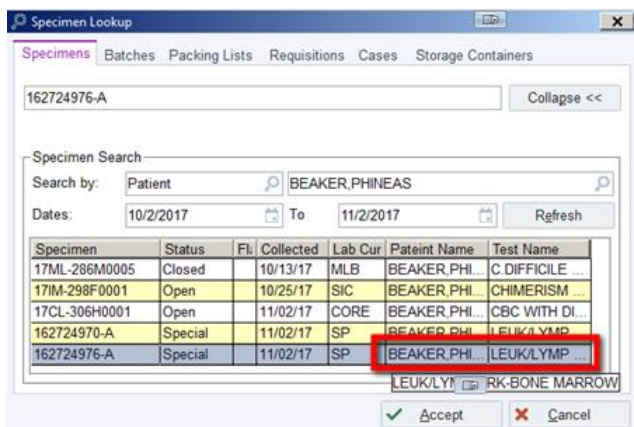 Specimen Lookup
Specimens Batches Packing Lists Requisitions Cases Storage Containers
162724976-A Collapse <<
Specimen Search
Search by: Patient BEAKER,PHINEAS
Dates: 10/2/2017 To 11/2/2017 Refresh
Specimen Status Collected Lab Cur Pateint Name Test Name
17ML-286M0005 Closed 10/13/17 MLB BEAKER,PHI... C.DIFFICILE ...
17IM-298F0001 Open 10/25/17 SIC BEAKER,PHI... CHIMERISM ...
17CL-306H0001 Open 11/02/17 CORE BEAKER,PHI... CBC WITH DI...
162724970-A Special 11/02/17 SP BEAKER,PHI... LEUK/LYMP ...
162724976-A Special 11/02/17 SP BEAKER,PHI... LEUK/LYMP ...
RK-BONE MARROW
Accept Cancel